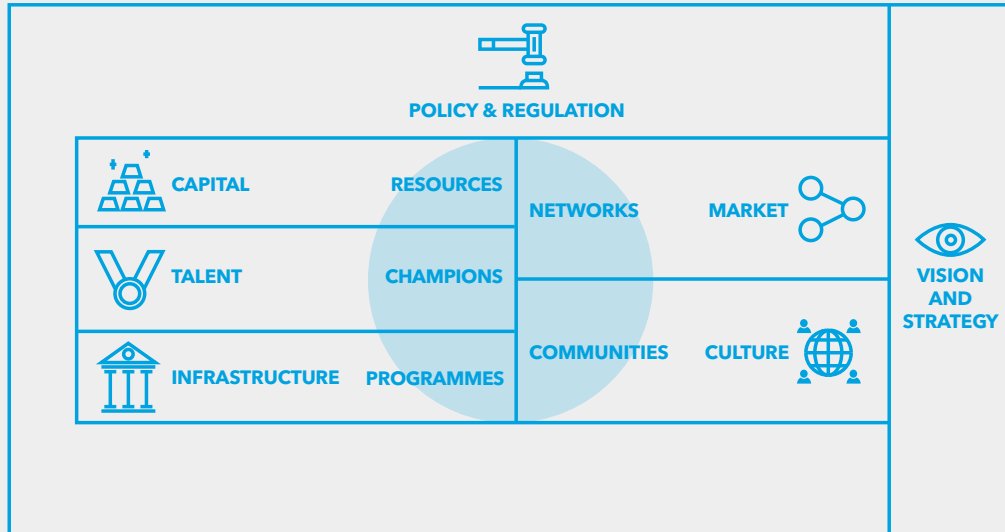 POLICY & REGULATION
CAPITAL RESOURCES
TALENT CHAMPIONS
INFRASTRUCTURE PROGRAMMES
NETWORKS MARKET
COMMUNITIES CULTURE
VISION
AND
STRATEGY